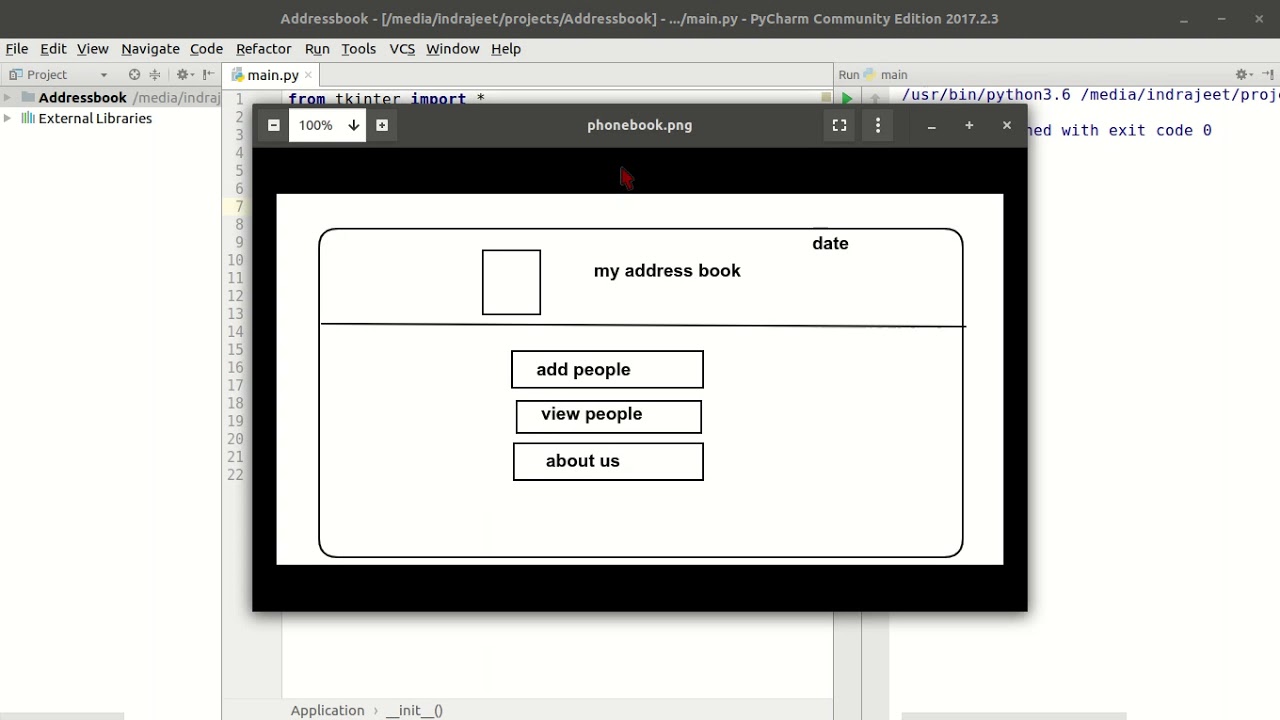 Addressbook - [/media/indrajeet/projects/Addressbook] - .../main.py - PyCharm Community Edition 2017.2.3
File Edit View Navigate Code Refactor Run Tools VCS Window Help
Project
main.py
Run main
Addressbook /media/indraj
External Libraries
1
2
3
4
5
6
7
8
9
10
11
12
13
14
15
16
17
18
19
20
21
22
from tkinter import *
/usr/bin/python3.6 /media/indrajeet/proje
ned with exit code 0
100%
phonebook.png
date
my address book
add people
view people
about us
Application › __init__()